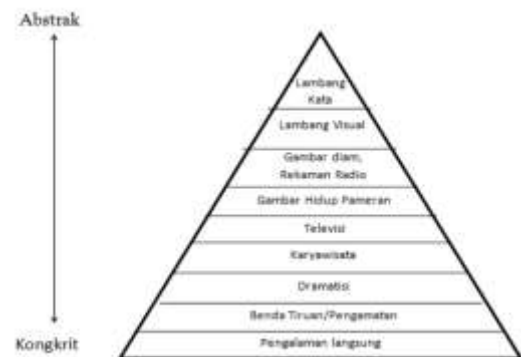 Abstrak
Lambang
Kata
Lambang Visual
Gambar diam,
Rekaman Radio
Gambar Hidup Pameran
Televisi
Karyawisata
Dramatisi
Benda Tiruan/Pengamatan
Kongkrit
Pengalaman langsung